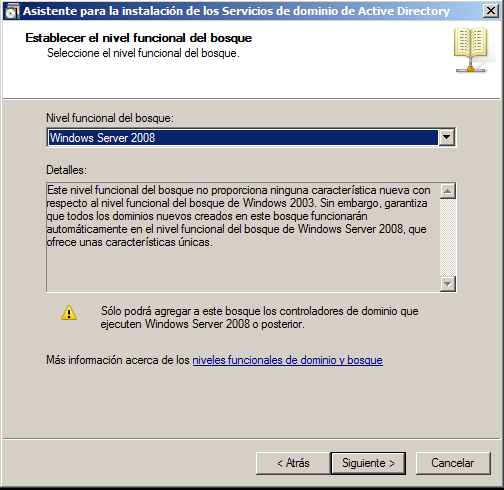 Asistente para la instalación de los Servicios de dominio de Active Directory
Establecer el nivel funcional del bosque
Seleccione el nivel funcional del bosque.
Nivel funcional del bosque:
Windows Server 2008
Detalles:
Este nivel funcional del bosque no proporciona ninguna característica nueva con
respecto al nivel funcional del bosque de Windows 2003. Sin embargo, garantiza
que todos los dominios nuevos creados en este bosque funcionarán
automáticamente en el nivel funcional del bosque de Windows Server 2008, que
ofrece unas características únicas.
Sólo podrá agregar a este bosque los controladores de dominio que
ejecuten Windows Server 2008 o posterior.
Más información acerca de los niveles funcionales de dominio y bosque
< Atrás
Siguiente >
Cancelar